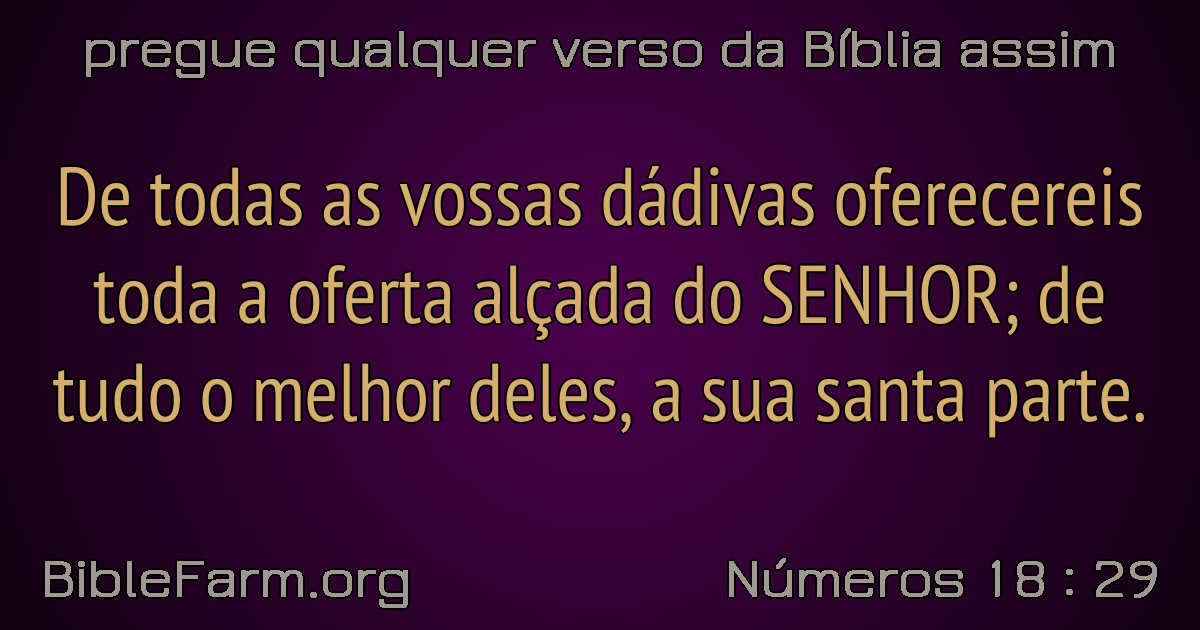 pregue qualquer verso da Bíblia assim
De todas as vossas dádivas oferecereis
toda a oferta alçada do SENHOR; de
tudo o melhor deles, a sua santa parte.
BibleFarm.org
Números 18 : 29